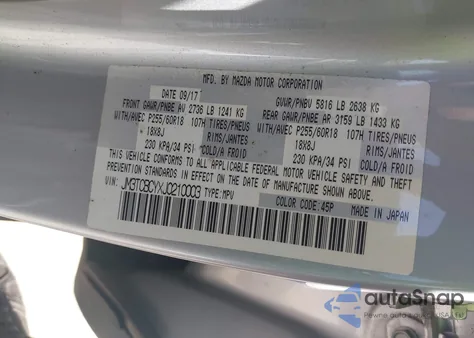 MFD. BY MAZDA MOTOR CORPORATION
DATE 09/17 GVWR/PNBV 5816 LB 2638 KG
FRONT GAWR/PNBE AV 2736 LB 1241 KG REAR GAWR/PNBE AR 3159 LB 1433 KG
WITH/AVEC P255/60R18 107H TIRES/PNEUS WITH/AVEC P255/60R18 107H TIRES/PNEUS
18X8J RIMS/JANTES 18X8J RIMS/JANTES
230 KPA/34 PSI COLD/A FROID 230 KPA/34 PSI COLD/A FROID
THIS VEHICLE CONFORMS TO ALL APPLICABLE FEDERAL MOTOR VEHICLE SAFETY, BUMPER, AND THEFT
PREVENTION STANDARDS IN EFFECT ON THE DATE OF MANUFACTURE SHOWN ABOVE.
VIN: JM3TCBCYXJ0210003 TYPE: MPV
COLOR CODE: 45P
MADE IN JAPAN
autoSnap
Pewne auto z USA